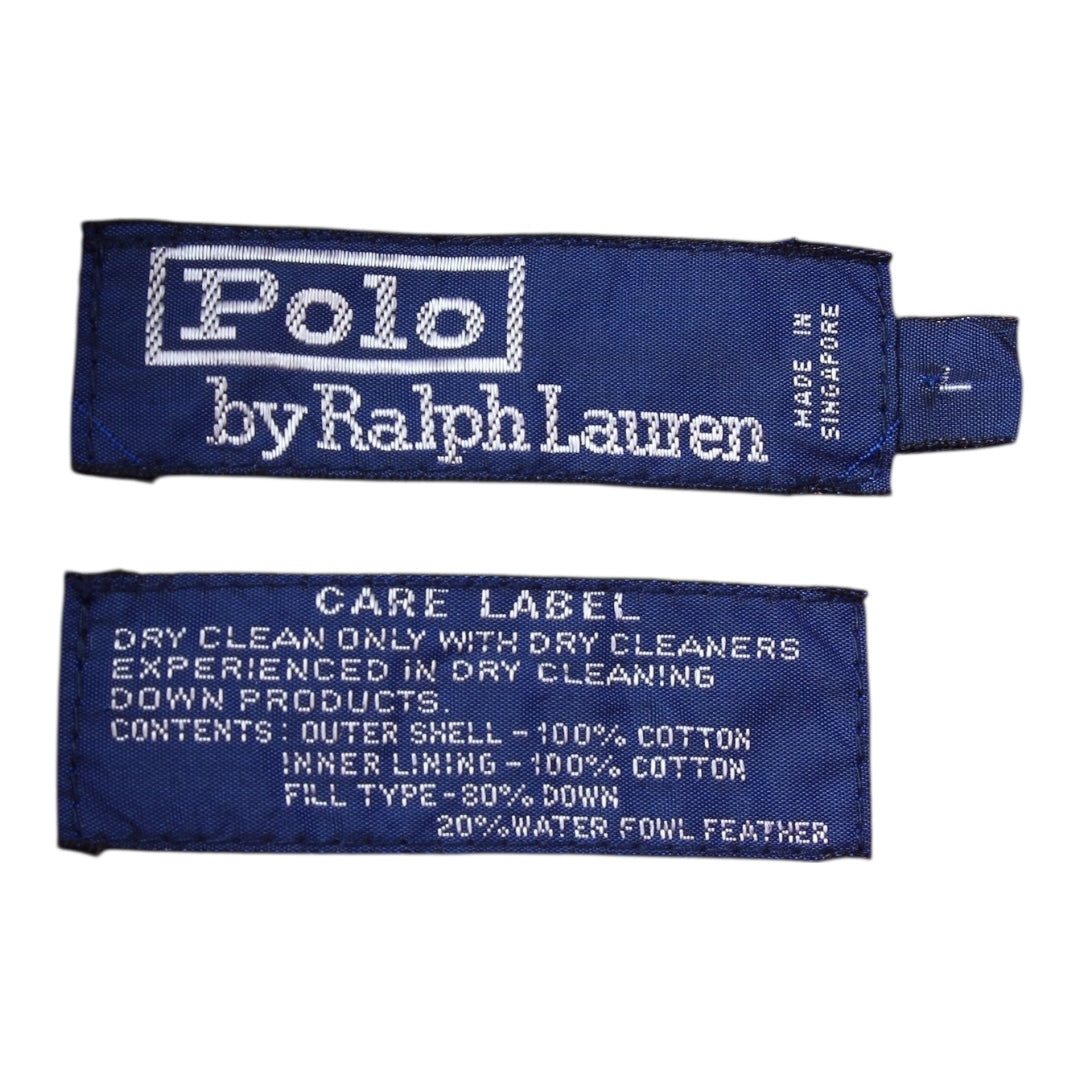 Polo
by Ralph Lauren
MADE IN
SINGAPORE
CARE LABEL
DRY CLEAN ONLY WITH DRY CLEANERS
EXPERIENCED IN DRY CLEANING
DOWN PRODUCTS.
CONTENTS: OUTER SHELL - 100% COTTON
INNER LINING - 100% COTTON
FILL TYPE - 80% DOWN
20% WATER FOWL FEATHER